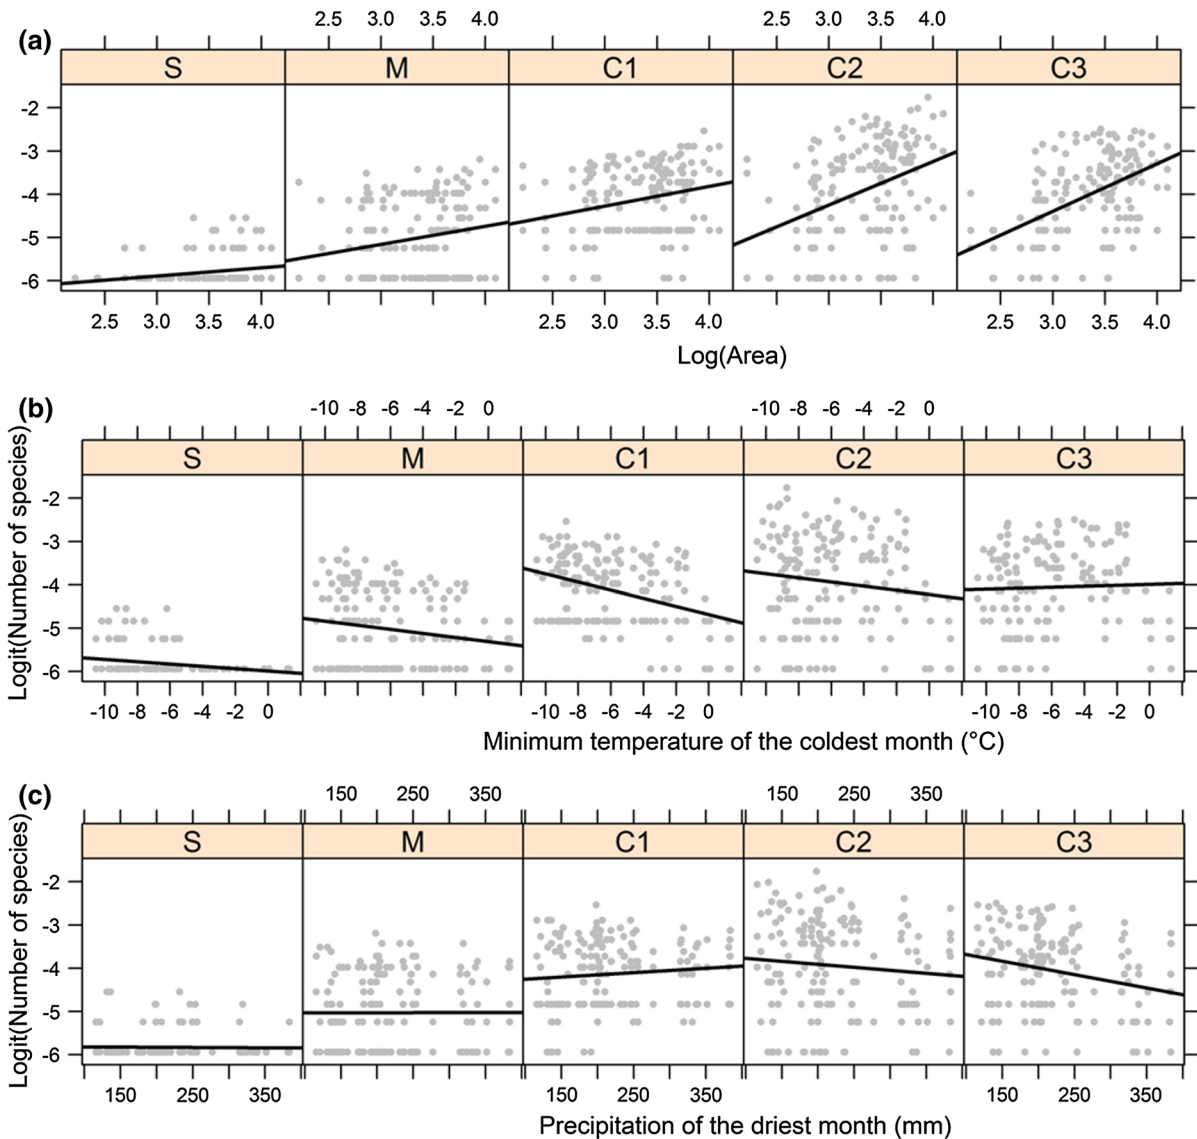 (a)
2.5 3.0 3.5 4.0 2.5 3.0 3.5 4.0
S M C1 C2 C3
-2
-3
-4
-5
-6
2.5 3.0 3.5 4.0 2.5 3.0 3.5 4.0 2.5 3.0 3.5 4.0
Log(Area)
(b)
-10 -8 -6 -4 -2 0 -10 -8 -6 -4 -2 0
S M C1 C2 C3
Logit(Number of species)
-2
-3
-4
-5
-6
-10 -8 -6 -4 -2 0 -10 -8 -6 -4 -2 0 -10 -8 -6 -4 -2 0
Minimum temperature of the coldest month (°C)
(c)
150 250 350 150 250 350
S M C1 C2 C3
Logit(Number of species)
-2
-3
-4
-5
-6
150 250 350 150 250 350 150 250 350
Precipitation of the driest month (mm)